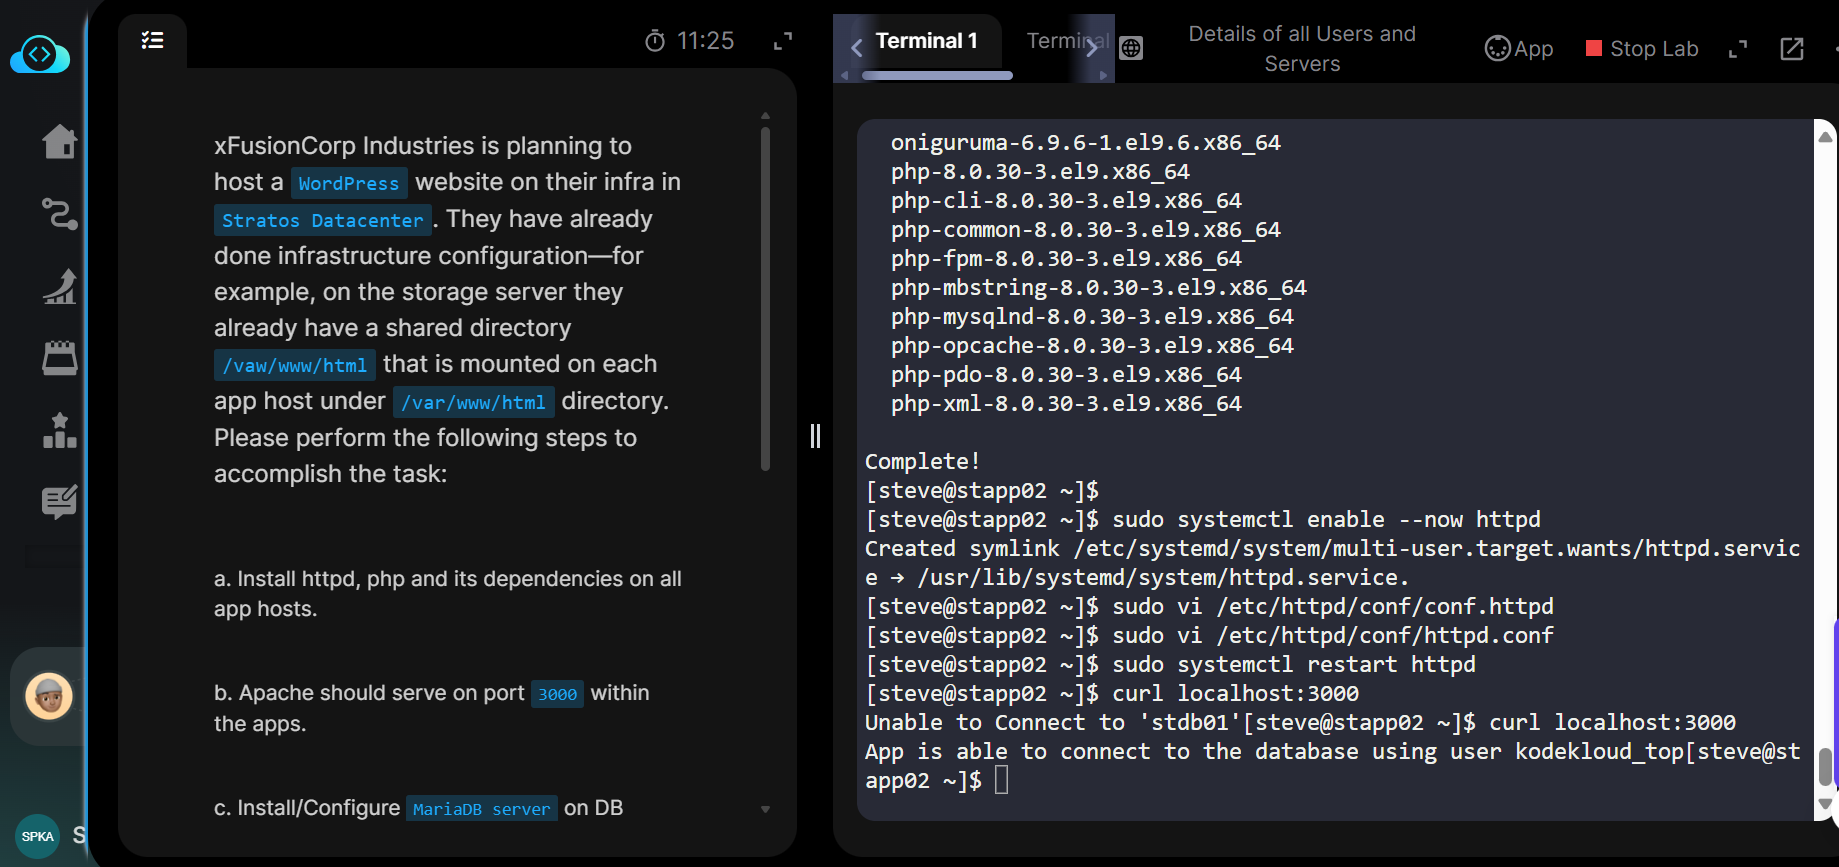 11:25
Terminal 1
Terminal
Details of all Users and
Servers
App
Stop Lab
xFusionCorp Industries is planning to
host a WordPress website on their infra in
Stratos Datacenter. They have already
done infrastructure configuration—for
example, on the storage server they
already have a shared directory
/vaw/www/html that is mounted on each
app host under /var/www/html directory.
Please perform the following steps to
accomplish the task:
a. Install httpd, php and its dependencies on all
app hosts.
b. Apache should serve on port 3000 within
the apps.
c. Install/Configure MariaDB server on DB
SPKA
S
oniguruma-6.9.6-1.el9.6.x86_64
php-8.0.30-3.el9.x86_64
php-cli-8.0.30-3.el9.x86_64
php-common-8.0.30-3.el9.x86_64
php-fpm-8.0.30-3.el9.x86_64
php-mbstring-8.0.30-3.el9.x86_64
php-mysqlnd-8.0.30-3.el9.x86_64
php-opcache-8.0.30-3.el9.x86_64
php-pdo-8.0.30-3.el9.x86_64
php-xml-8.0.30-3.el9.x86_64
Complete!
[steve@stapp02 ~]$
[steve@stapp02 ~]$ sudo systemctl enable --now httpd
Created symlink /etc/systemd/system/multi-user.target.wants/httpd.servic
e → /usr/lib/systemd/system/httpd.service.
[steve@stapp02 ~]$ sudo vi /etc/httpd/conf/conf.httpd
[steve@stapp02 ~]$ sudo vi /etc/httpd/conf/httpd.conf
[steve@stapp02 ~]$ sudo systemctl restart httpd
[steve@stapp02 ~]$ curl localhost:3000
Unable to Connect to 'stdb01'[steve@stapp02 ~]$ curl localhost:3000
App is able to connect to the database using user kodekloud_top[steve@st
app02 ~]$